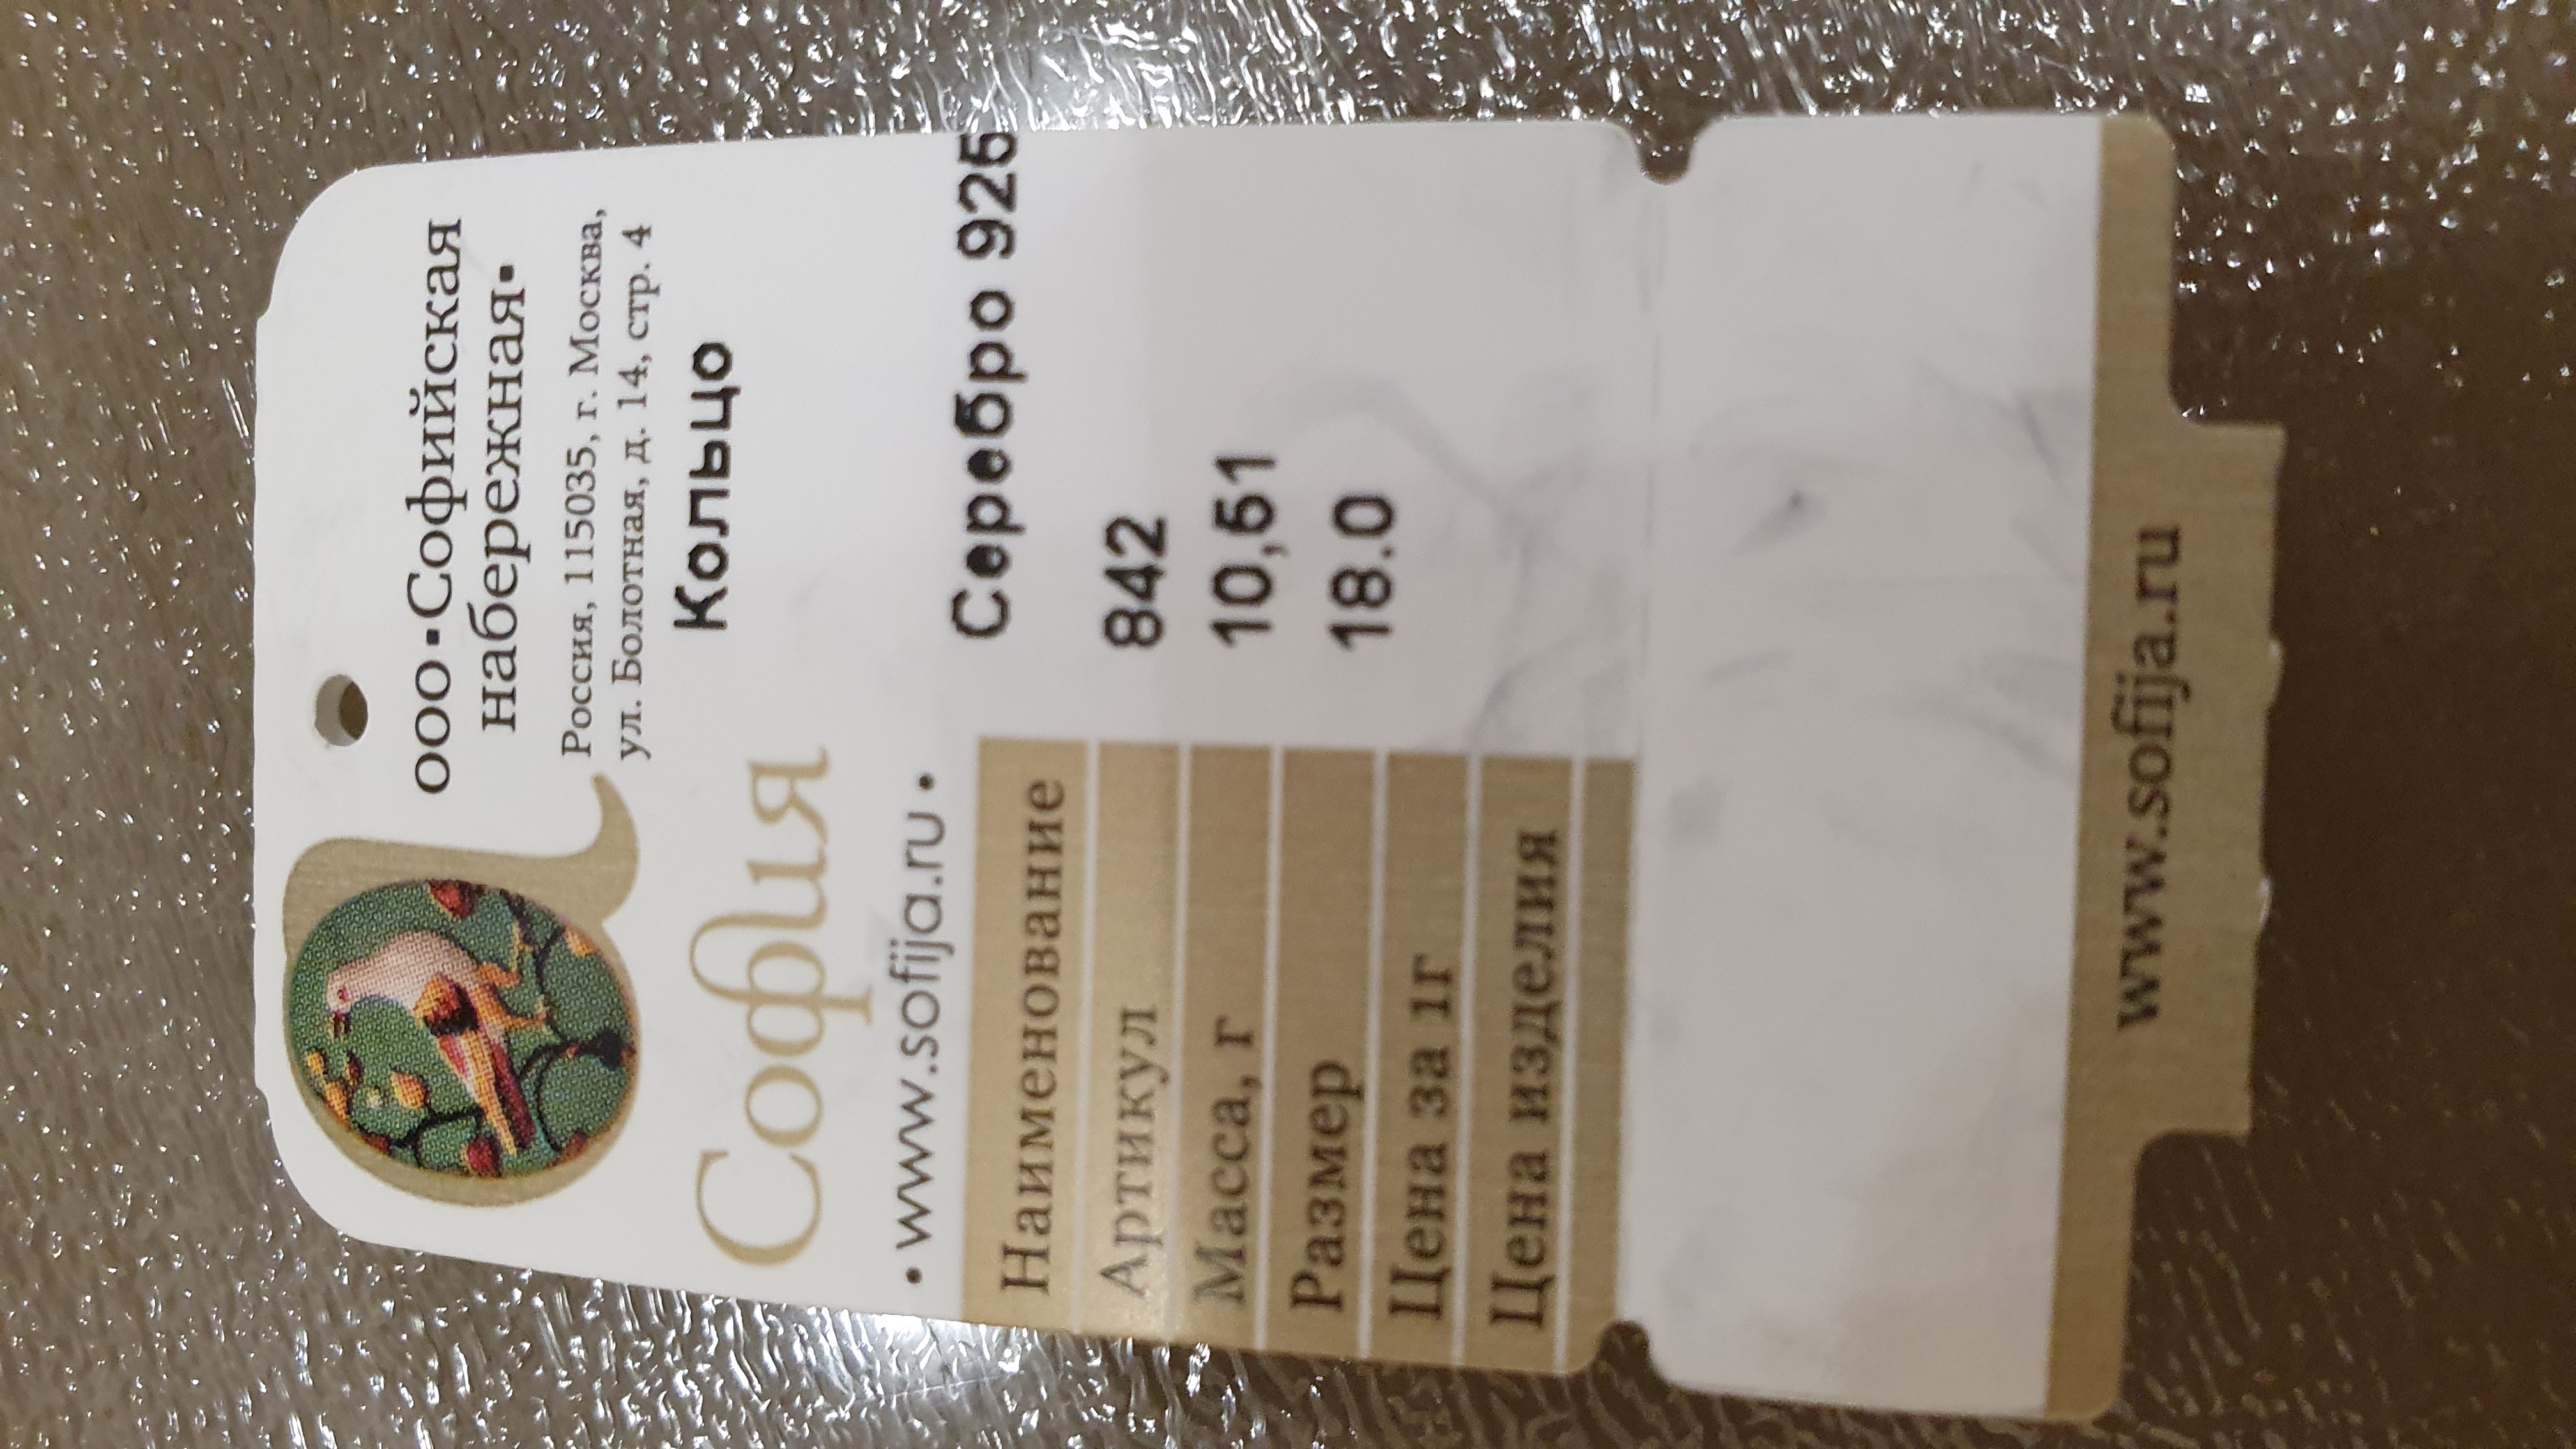 ООО •Софийская
набережная•
Россия, 115035, г. Москва,
ул. Болотная, д. 14, стр. 4
Кольцо
София
• www.sofija.ru •
Серебро 925
Наименование
Артикул 842
Масса, г 10,51
Размер 18.0
Цена за 1г
Цена изделия
www.sofija.ru